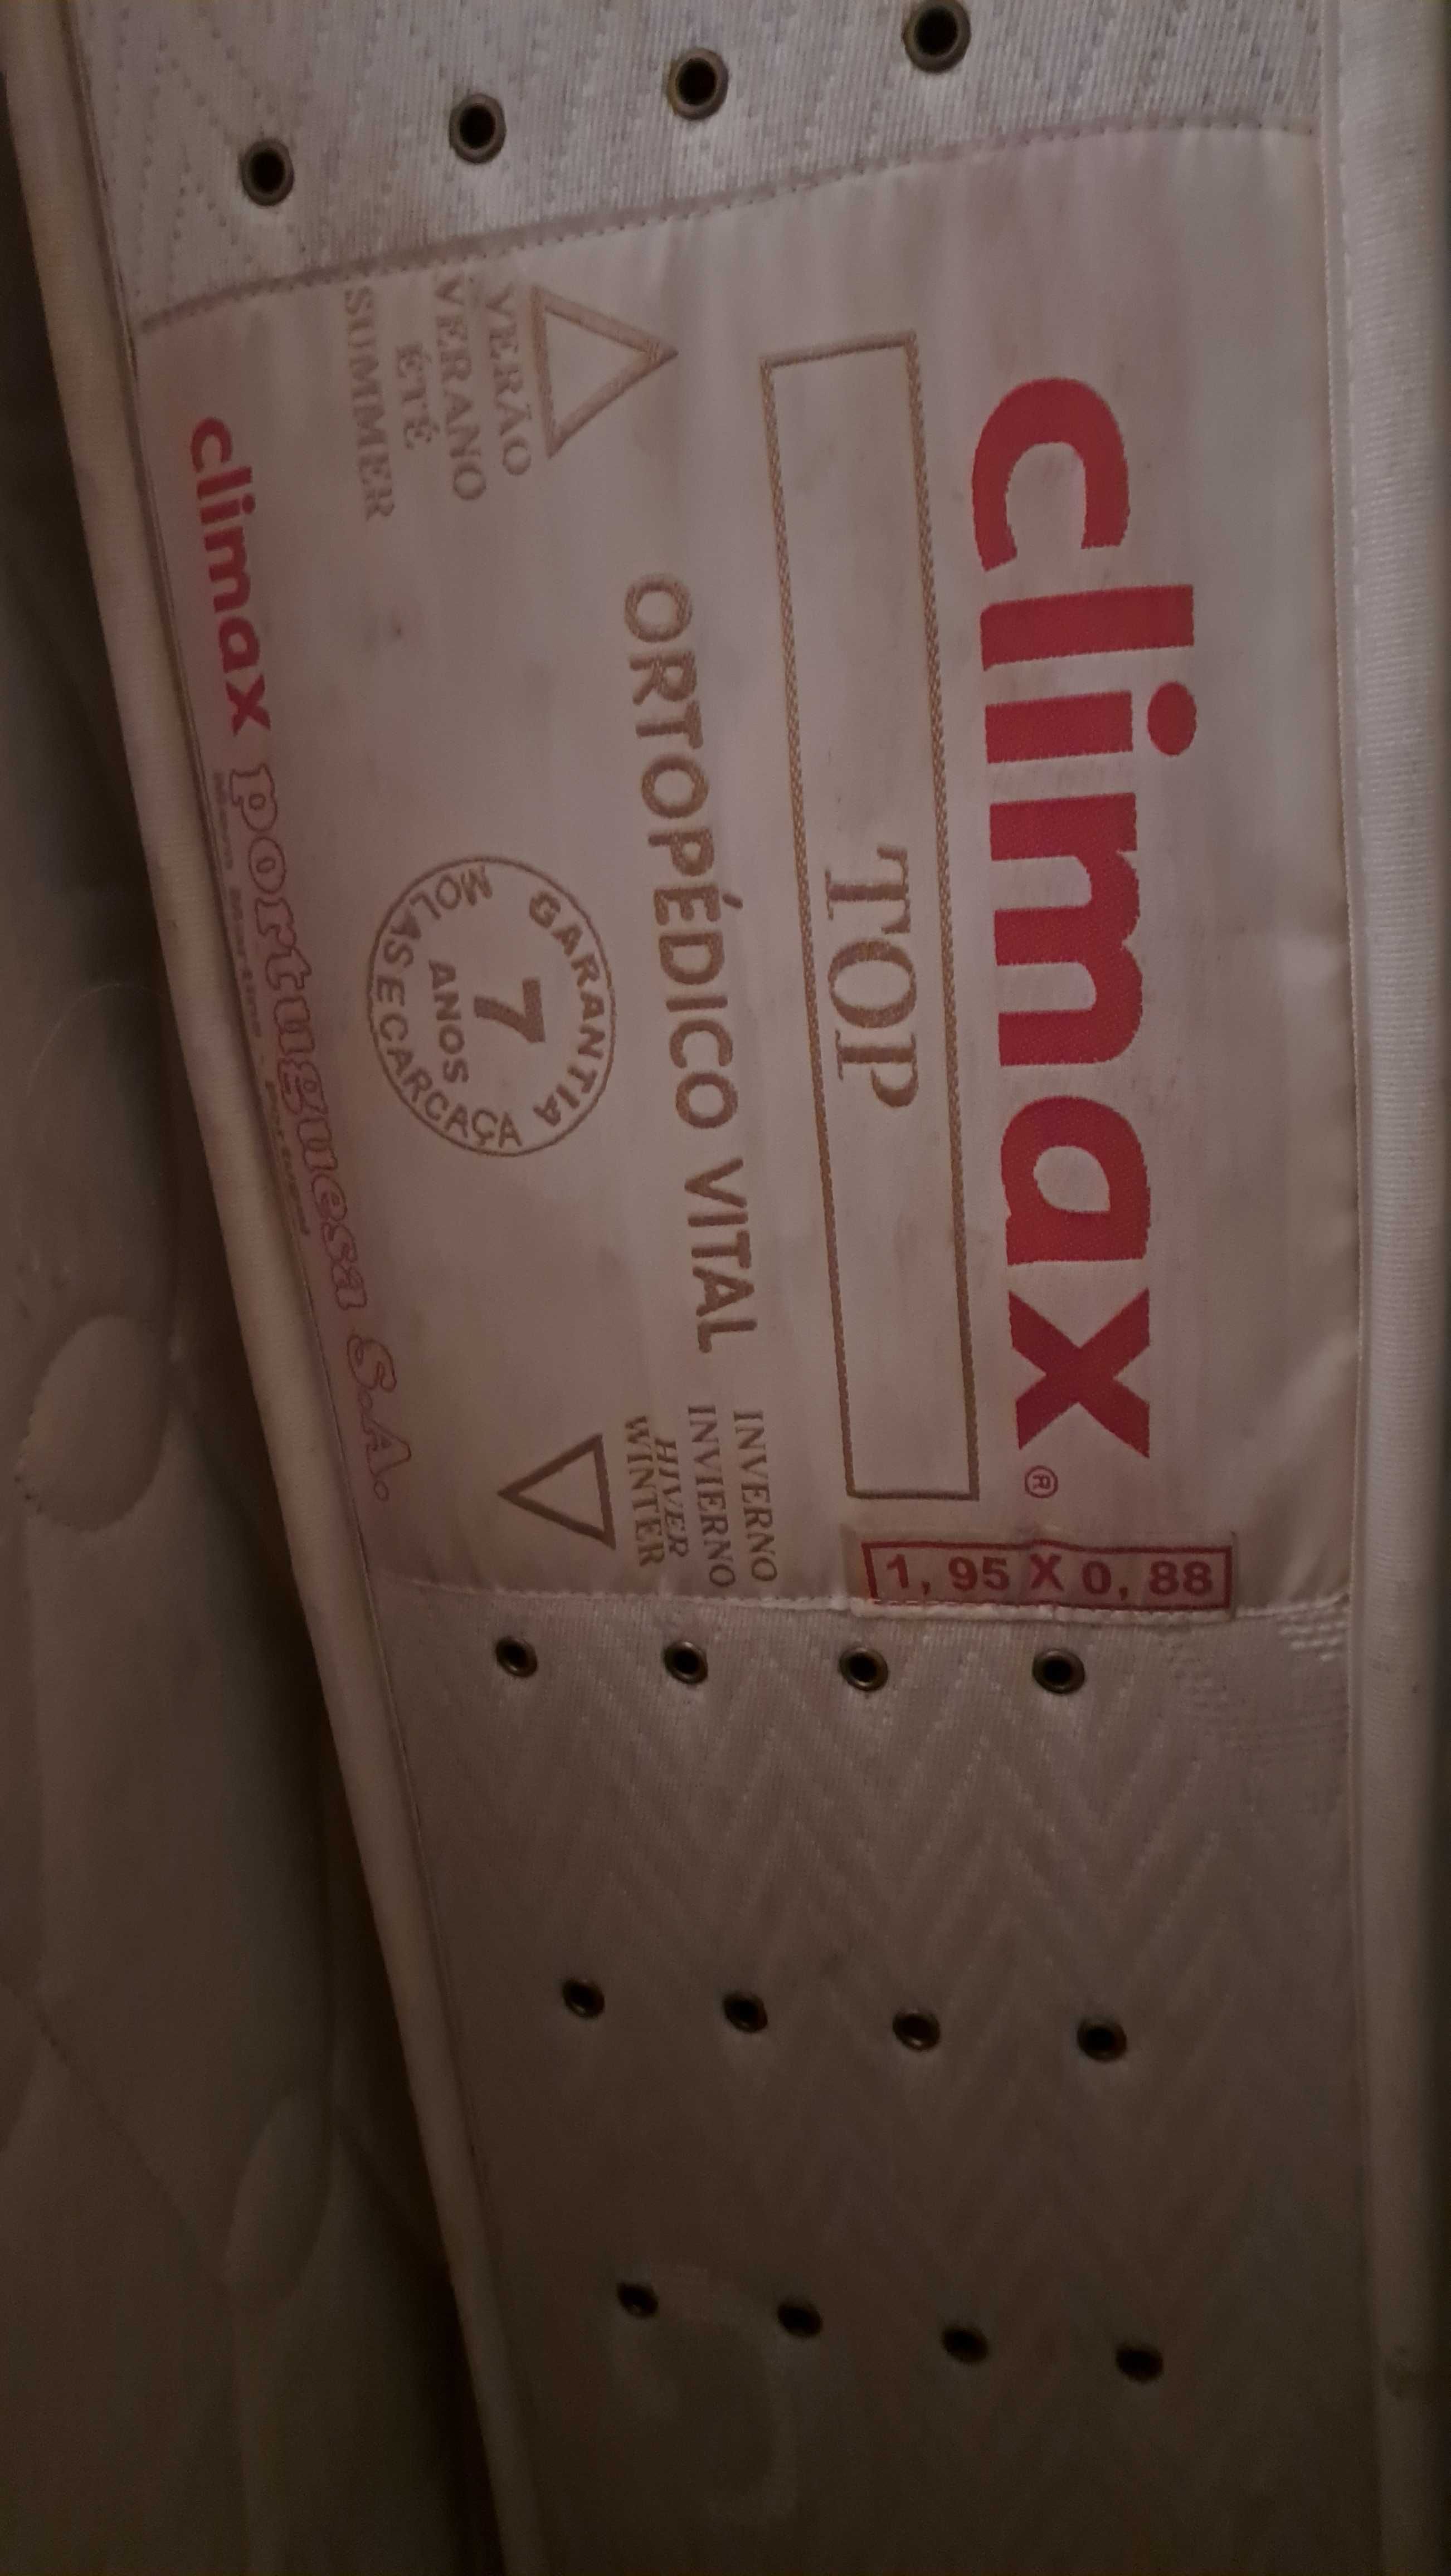 climax®
1,95 X 0,88
TOP
ORTOPÉDICO VITAL
VERÃO
VERANO
ÉTÉ
SUMMER
GARANTIA
7
ANOS
MOLAS E CARCAÇA
INVERNO
INVIERNO
HIVER
WINTER
climax portuguesa S.A.
Portugal